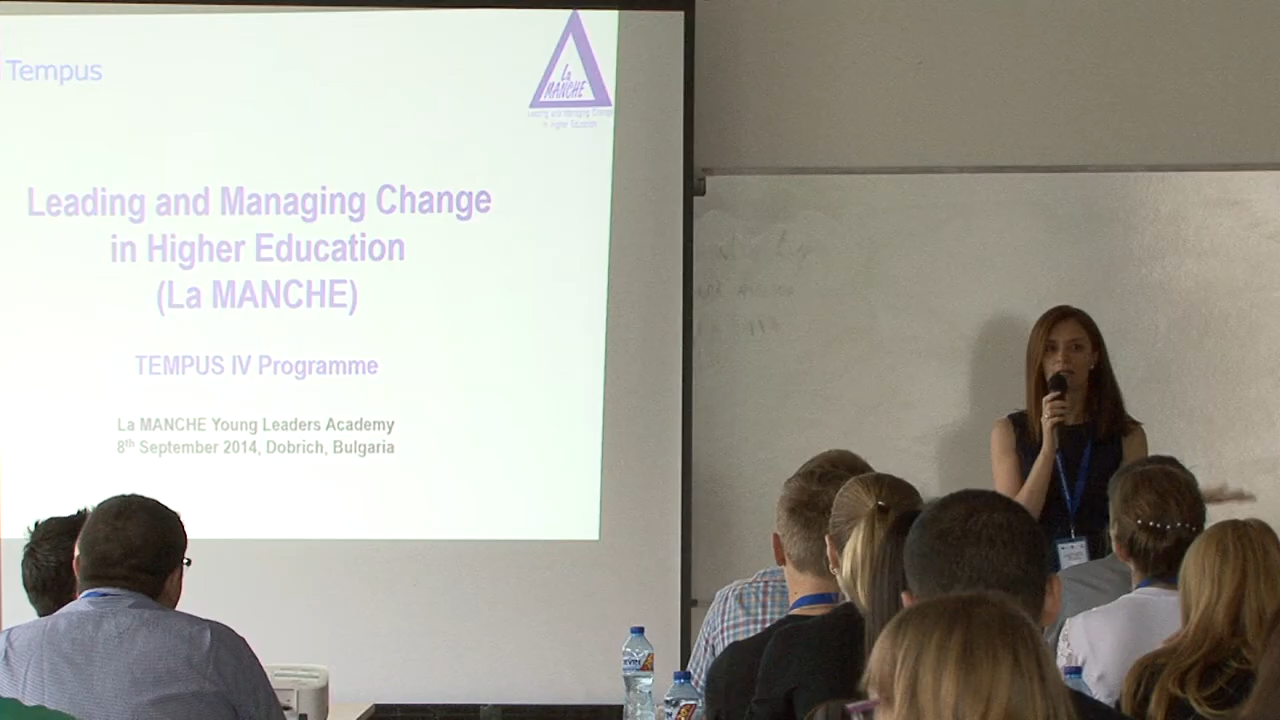 Tempus
La
MANCHE
Leading and Managing Change
in Higher Education
Leading and Managing Change
in Higher Education
(La MANCHE)
TEMPUS IV Programme
La MANCHE Young Leaders Academy
8th September 2014, Dobrich, Bulgaria